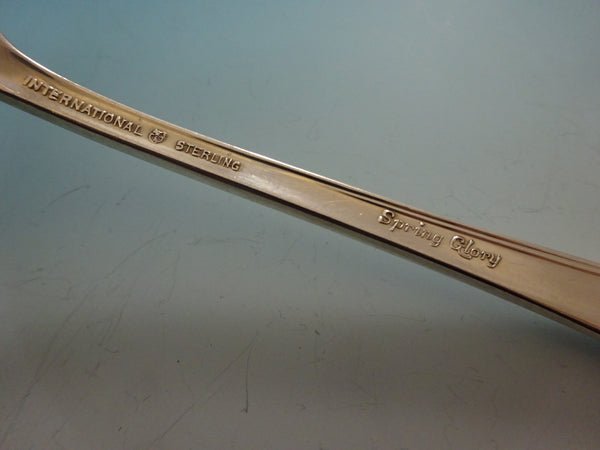 INTERNATIONAL STERLING
Spring Glory